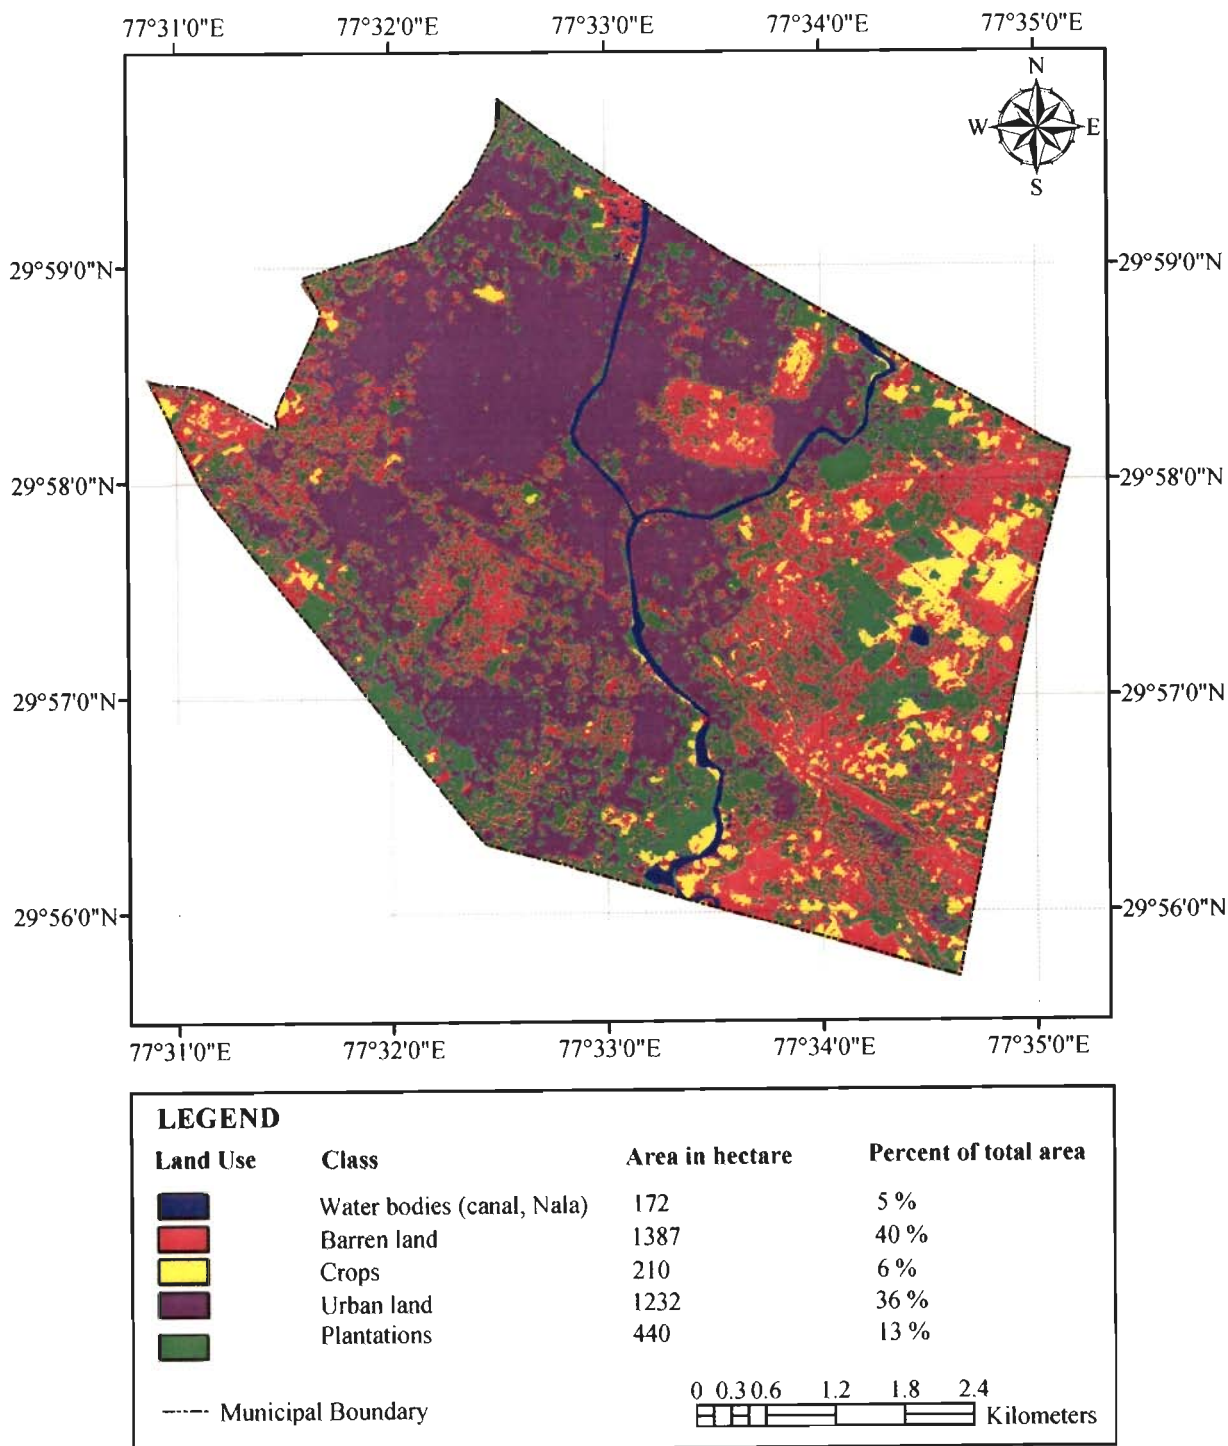 77°31'0"E 77°32'0"E 77°33'0"E 77°34'0"E 77°35'0"E
N
W E
S
29°59'0"N 29°59'0"N
29°58'0"N 29°58'0"N
29°57'0"N 29°57'0"N
29°56'0"N 29°56'0"N
77°31'0"E 77°32'0"E 77°33'0"E 77°34'0"E 77°35'0"E
LEGEND
Land Use Class Area in hectare Percent of total area
Water bodies (canal, Nala) 172 5 %
Barren land 1387 40 %
Crops 210 6 %
Urban land 1232 36 %
Plantations 440 13 %
0 0.3 0.6 1.2 1.8 2.4
Municipal Boundary Kilometers